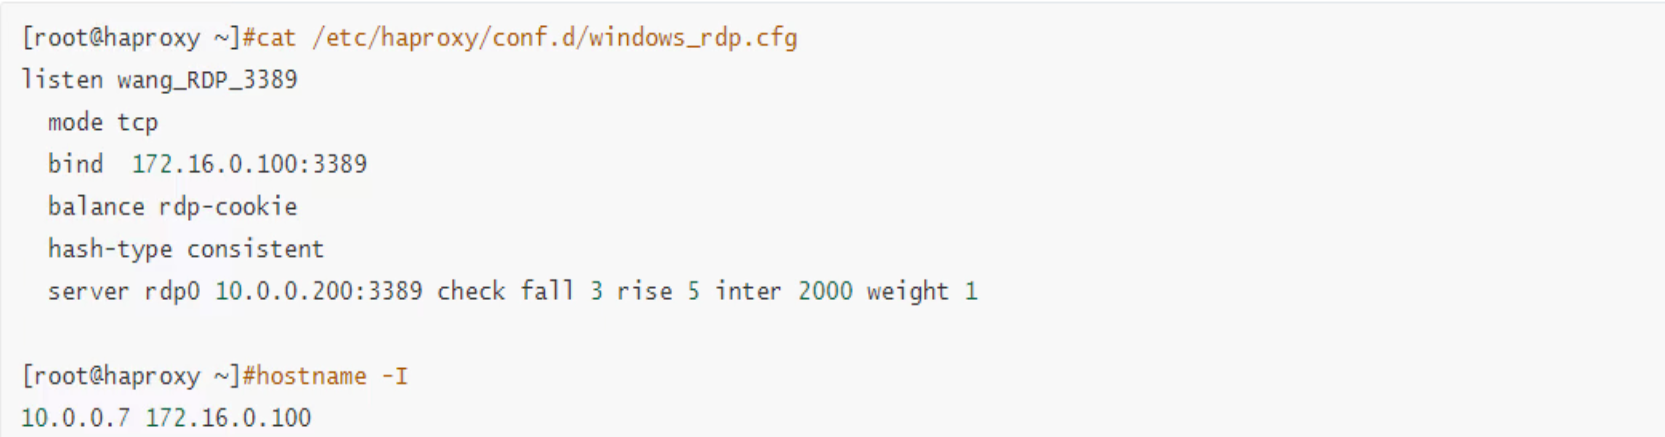 [root@haproxy ~]#cat /etc/haproxy/conf.d/windows_rdp.cfg
listen wang_RDP_3389
  mode tcp
  bind  172.16.0.100:3389
  balance rdp-cookie
  hash-type consistent
  server rdp0 10.0.0.200:3389 check fall 3 rise 5 inter 2000 weight 1

[root@haproxy ~]#hostname -I
10.0.0.7 172.16.0.100